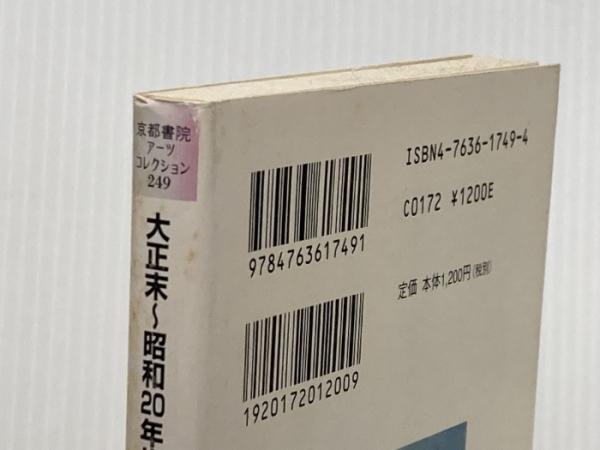 京都書院
アーツ
コレクション
249
大正末~昭和20年
ISBN4-7636-1749-4
C0172 ¥1200E
9784763617491
定価 本体1,200円(税別)
1920172012009